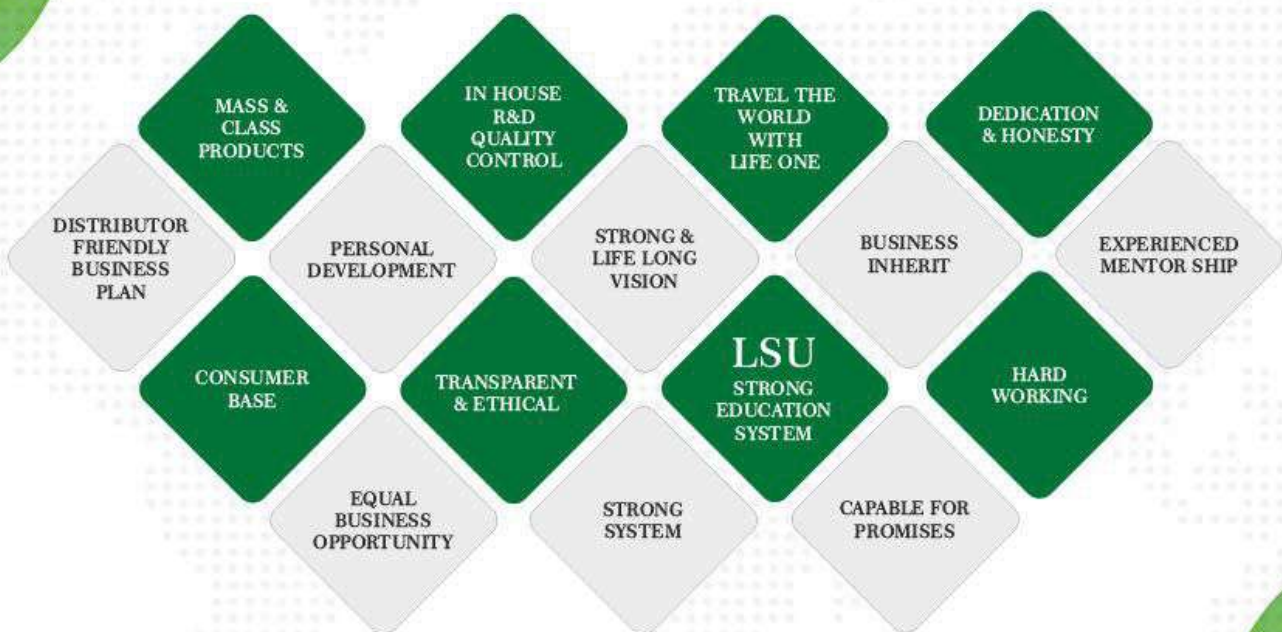 MASS &
CLASS
PRODUCTS
IN HOUSE
R&D
QUALITY
CONTROL
TRAVEL THE
WORLD
WITH
LIFE ONE
DEDICATION
& HONESTY
DISTRIBUTOR
FRIENDLY
BUSINESS
PLAN
PERSONAL
DEVELOPMENT
STRONG &
LIFE LONG
VISION
BUSINESS
INHERIT
EXPERIENCED
MENTOR SHIP
CONSUMER
BASE
TRANSPARENT
& ETHICAL
LSU
STRONG
EDUCATION
SYSTEM
HARD
WORKING
EQUAL
BUSINESS
OPPORTUNITY
STRONG
SYSTEM
CAPABLE FOR
PROMISES